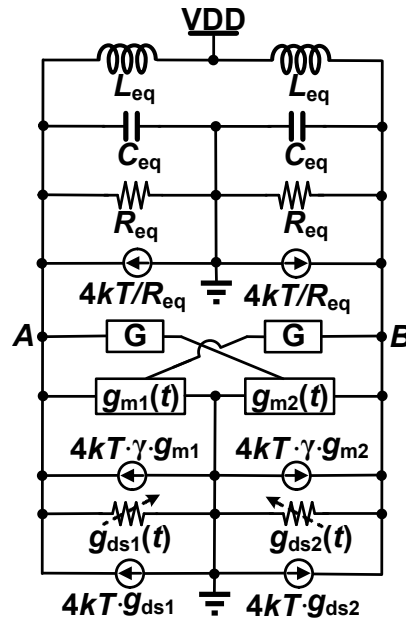 VDD
Leq Leq
Ceq Ceq
Req Req
4kT/Req 4kT/Req
A G G B
gm1(t) gm2(t)
4kT·γ·gm1 4kT·γ·gm2
gds1(t) gds2(t)
4kT·gds1 4kT·gds2